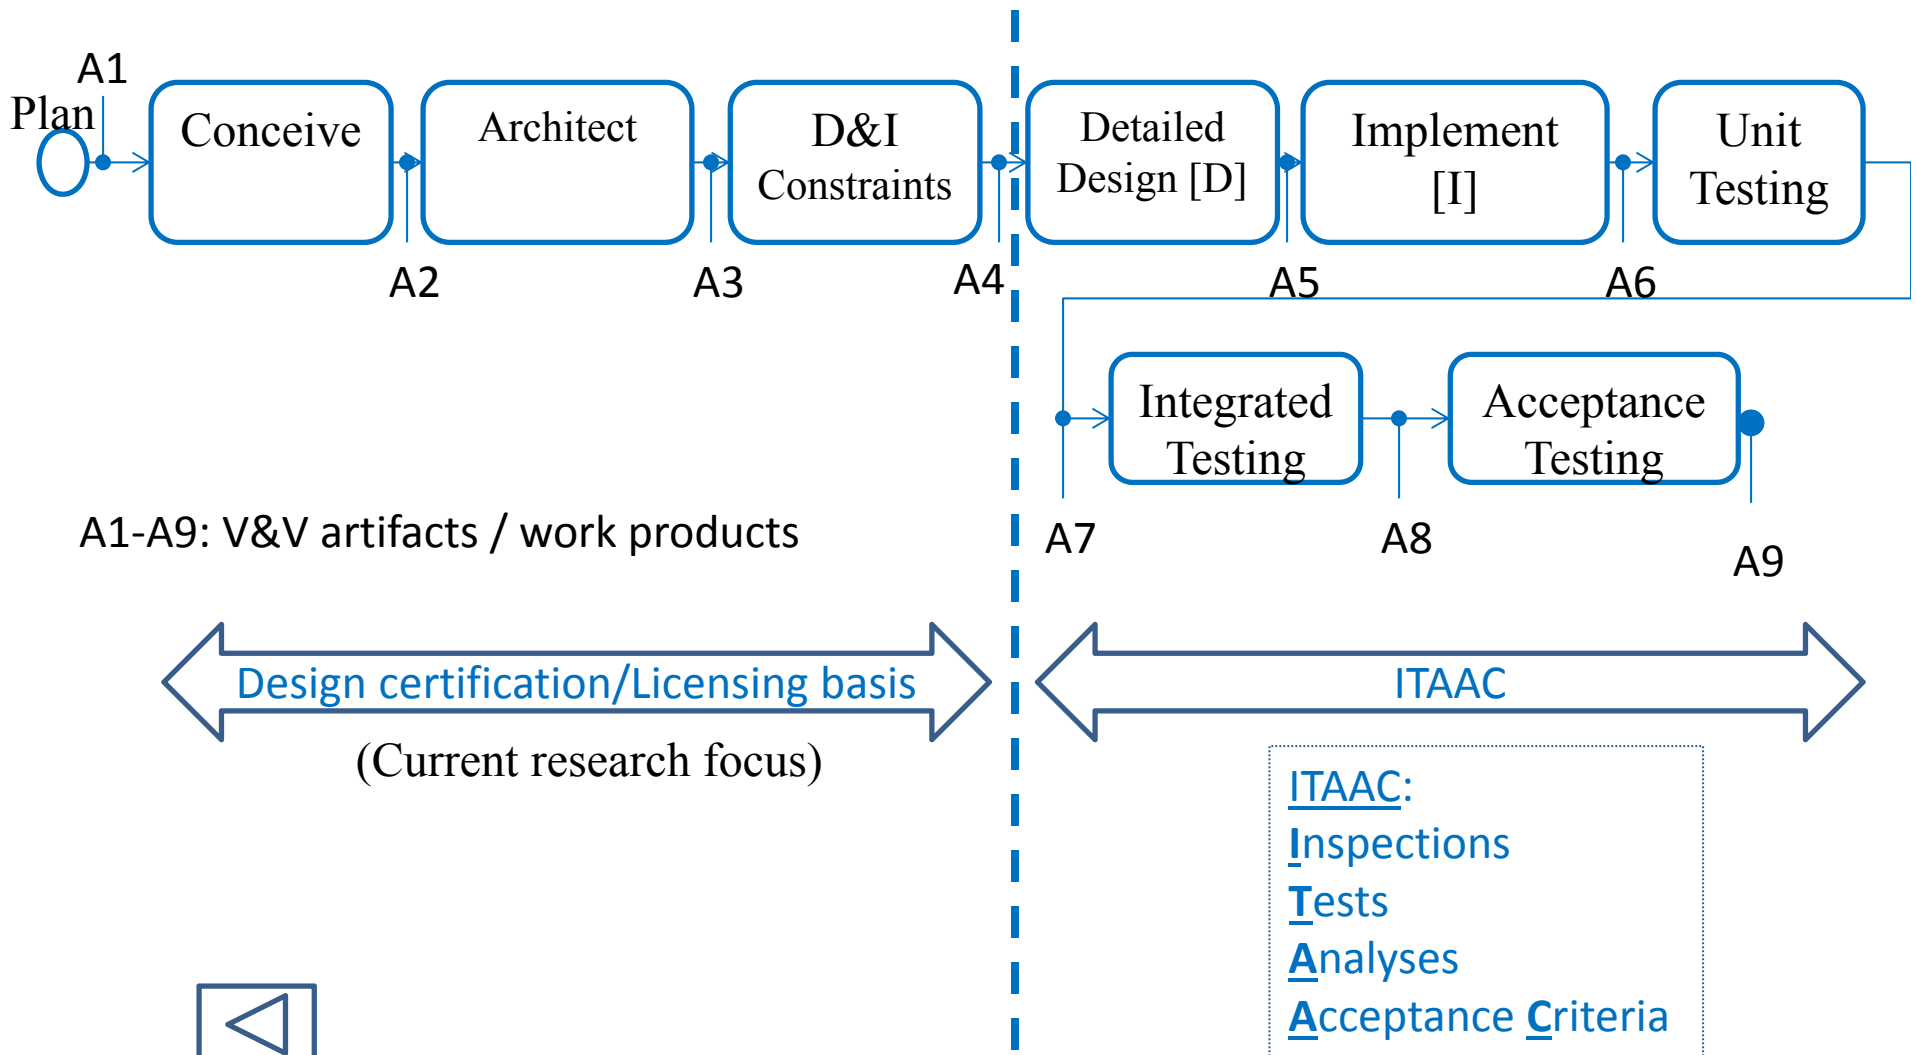 A1
Plan
Conceive
Architect
D&I
Constraints
Detailed
Design [D]
Implement
[I]
Unit
Testing
A2
A3
A4
A5
A6
Integrated
Testing
Acceptance
Testing
A1-A9: V&V artifacts / work products
A7
A8
A9
Design certification/Licensing basis
ITAAC
(Current research focus)
ITAAC:
Inspections
Tests
Analyses
Acceptance Criteria